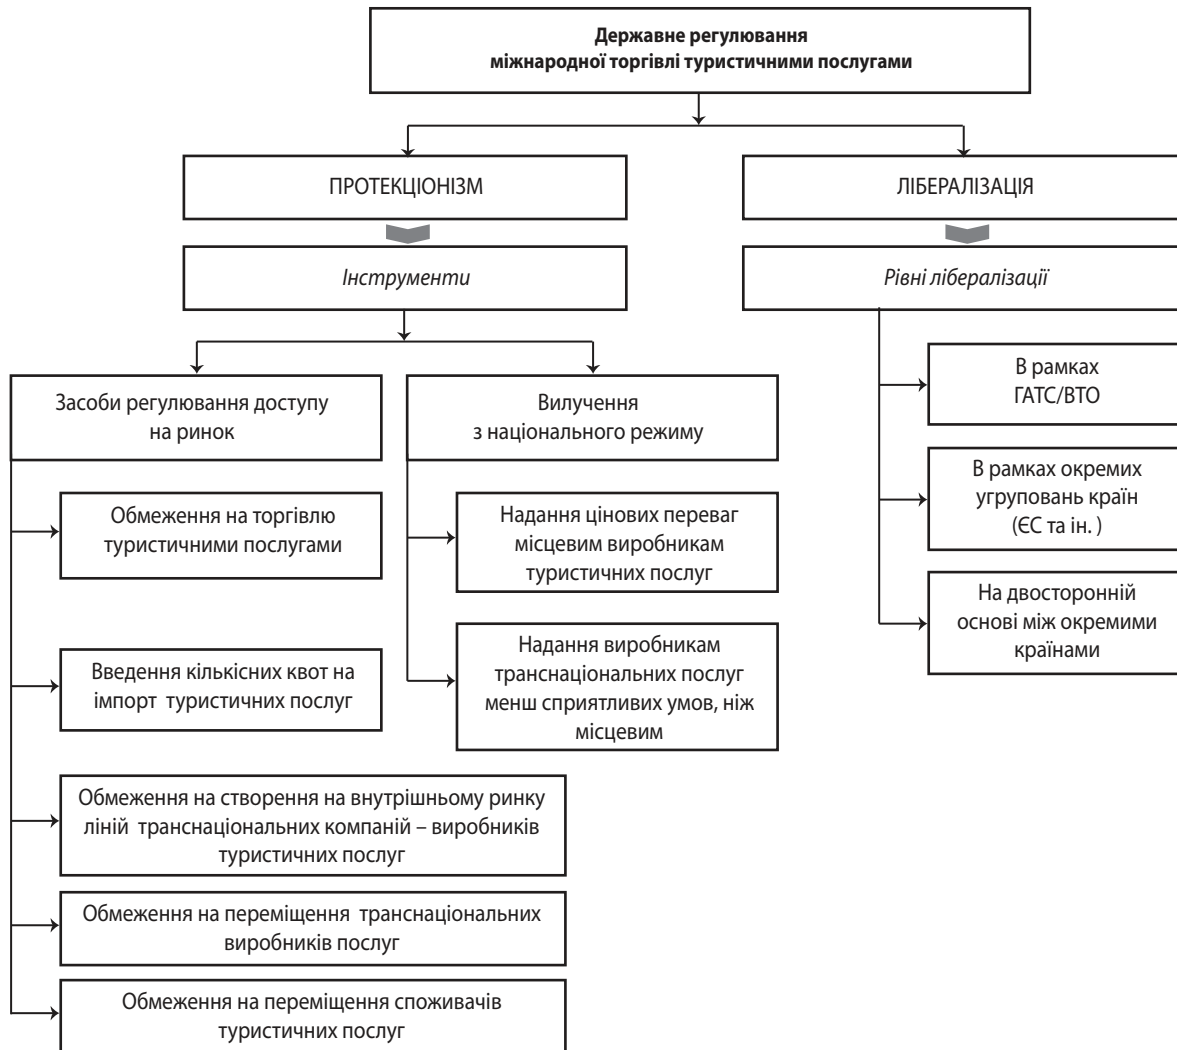 Державне регулювання
міжнародної торгівлі туристичними послугами
ПРОТЕКЦІОНІЗМ
ЛІБЕРАЛІЗАЦІЯ
Інструменти
Рівні лібералізації
Засоби регулювання доступу
на ринок
Вилучення
з національного режиму
В рамках
ГАТС/ВТО
Обмеження на торгівлю
туристичними послугами
Надання цінових переваг
місцевим виробникам
туристичних послуг
В рамках окремих
угруповань країн
(ЄС та ін. )
Введення кількісних квот на
імпорт туристичних послуг
Надання виробникам
транснаціональних послуг
менш сприятливих умов, ніж
місцевим
На двосторонній
основі між окремими
країнами
Обмеження на створення на внутрішньому ринку
ліній транснаціональних компаній – виробників
туристичних послуг
Обмеження на переміщення транснаціональних
виробників послуг
Обмеження на переміщення споживачів
туристичних послуг